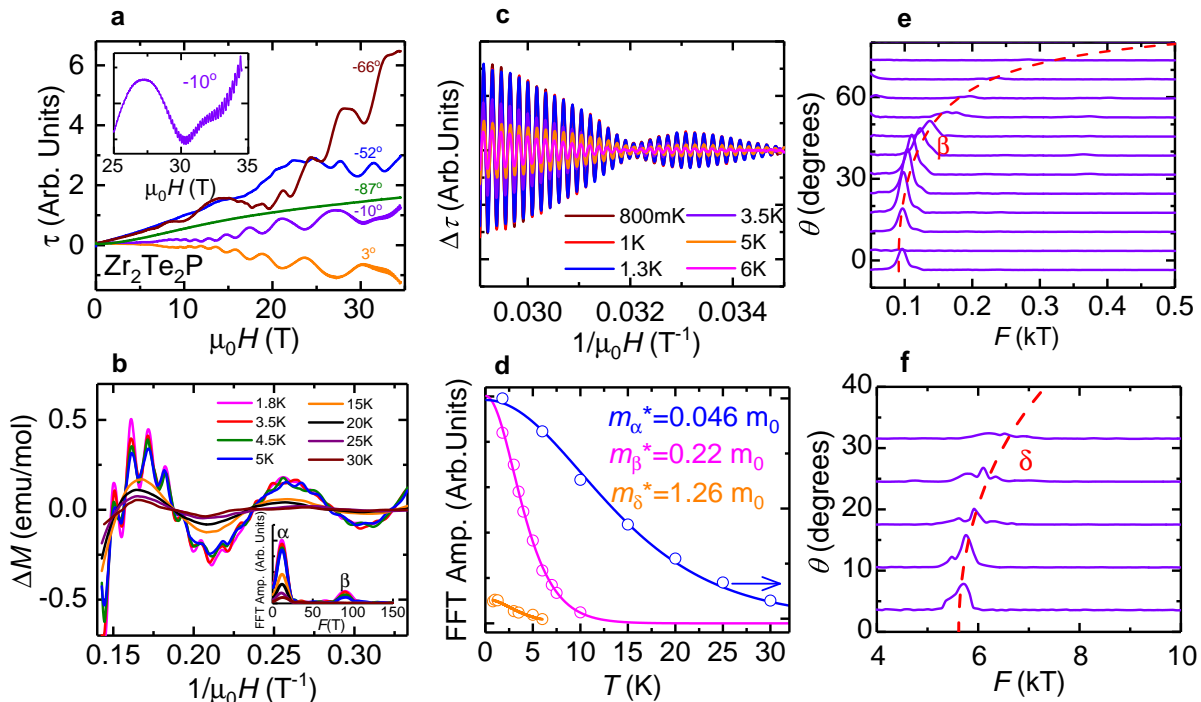 a
τ (Arb. Units)
6
4
2
0
-10°
25
30
35
μ₀H (T)
-66°
-52°
-87°
-10°
3°
Zr₂Te₂P
0
10
20
30
μ₀H (T)
b
ΔM (emu/mol)
0.5
0.0
-0.5
1.8K
3.5K
4.5K
5K
15K
20K
25K
30K
FFT Amp. (Arb. Units)
α
β
0
50
100
150
F(T)
0.15
0.20
0.25
0.30
1/μ₀H (T⁻¹)
c
Δτ (Arb.Units)
800mK
1K
1.3K
3.5K
5K
6K
0.030
0.032
0.034
1/μ₀H (T⁻¹)
d
FFT Amp. (Arb.Units)
mα*=0.046 m₀
mβ*=0.22 m₀
mδ*=1.26 m₀
0
5
10
15
20
25
30
T (K)
e
θ (degrees)
60
30
0
β
0.1
0.2
0.3
0.4
0.5
F (kT)
f
θ (degrees)
40
30
20
10
0
δ
4
6
8
10
F (kT)